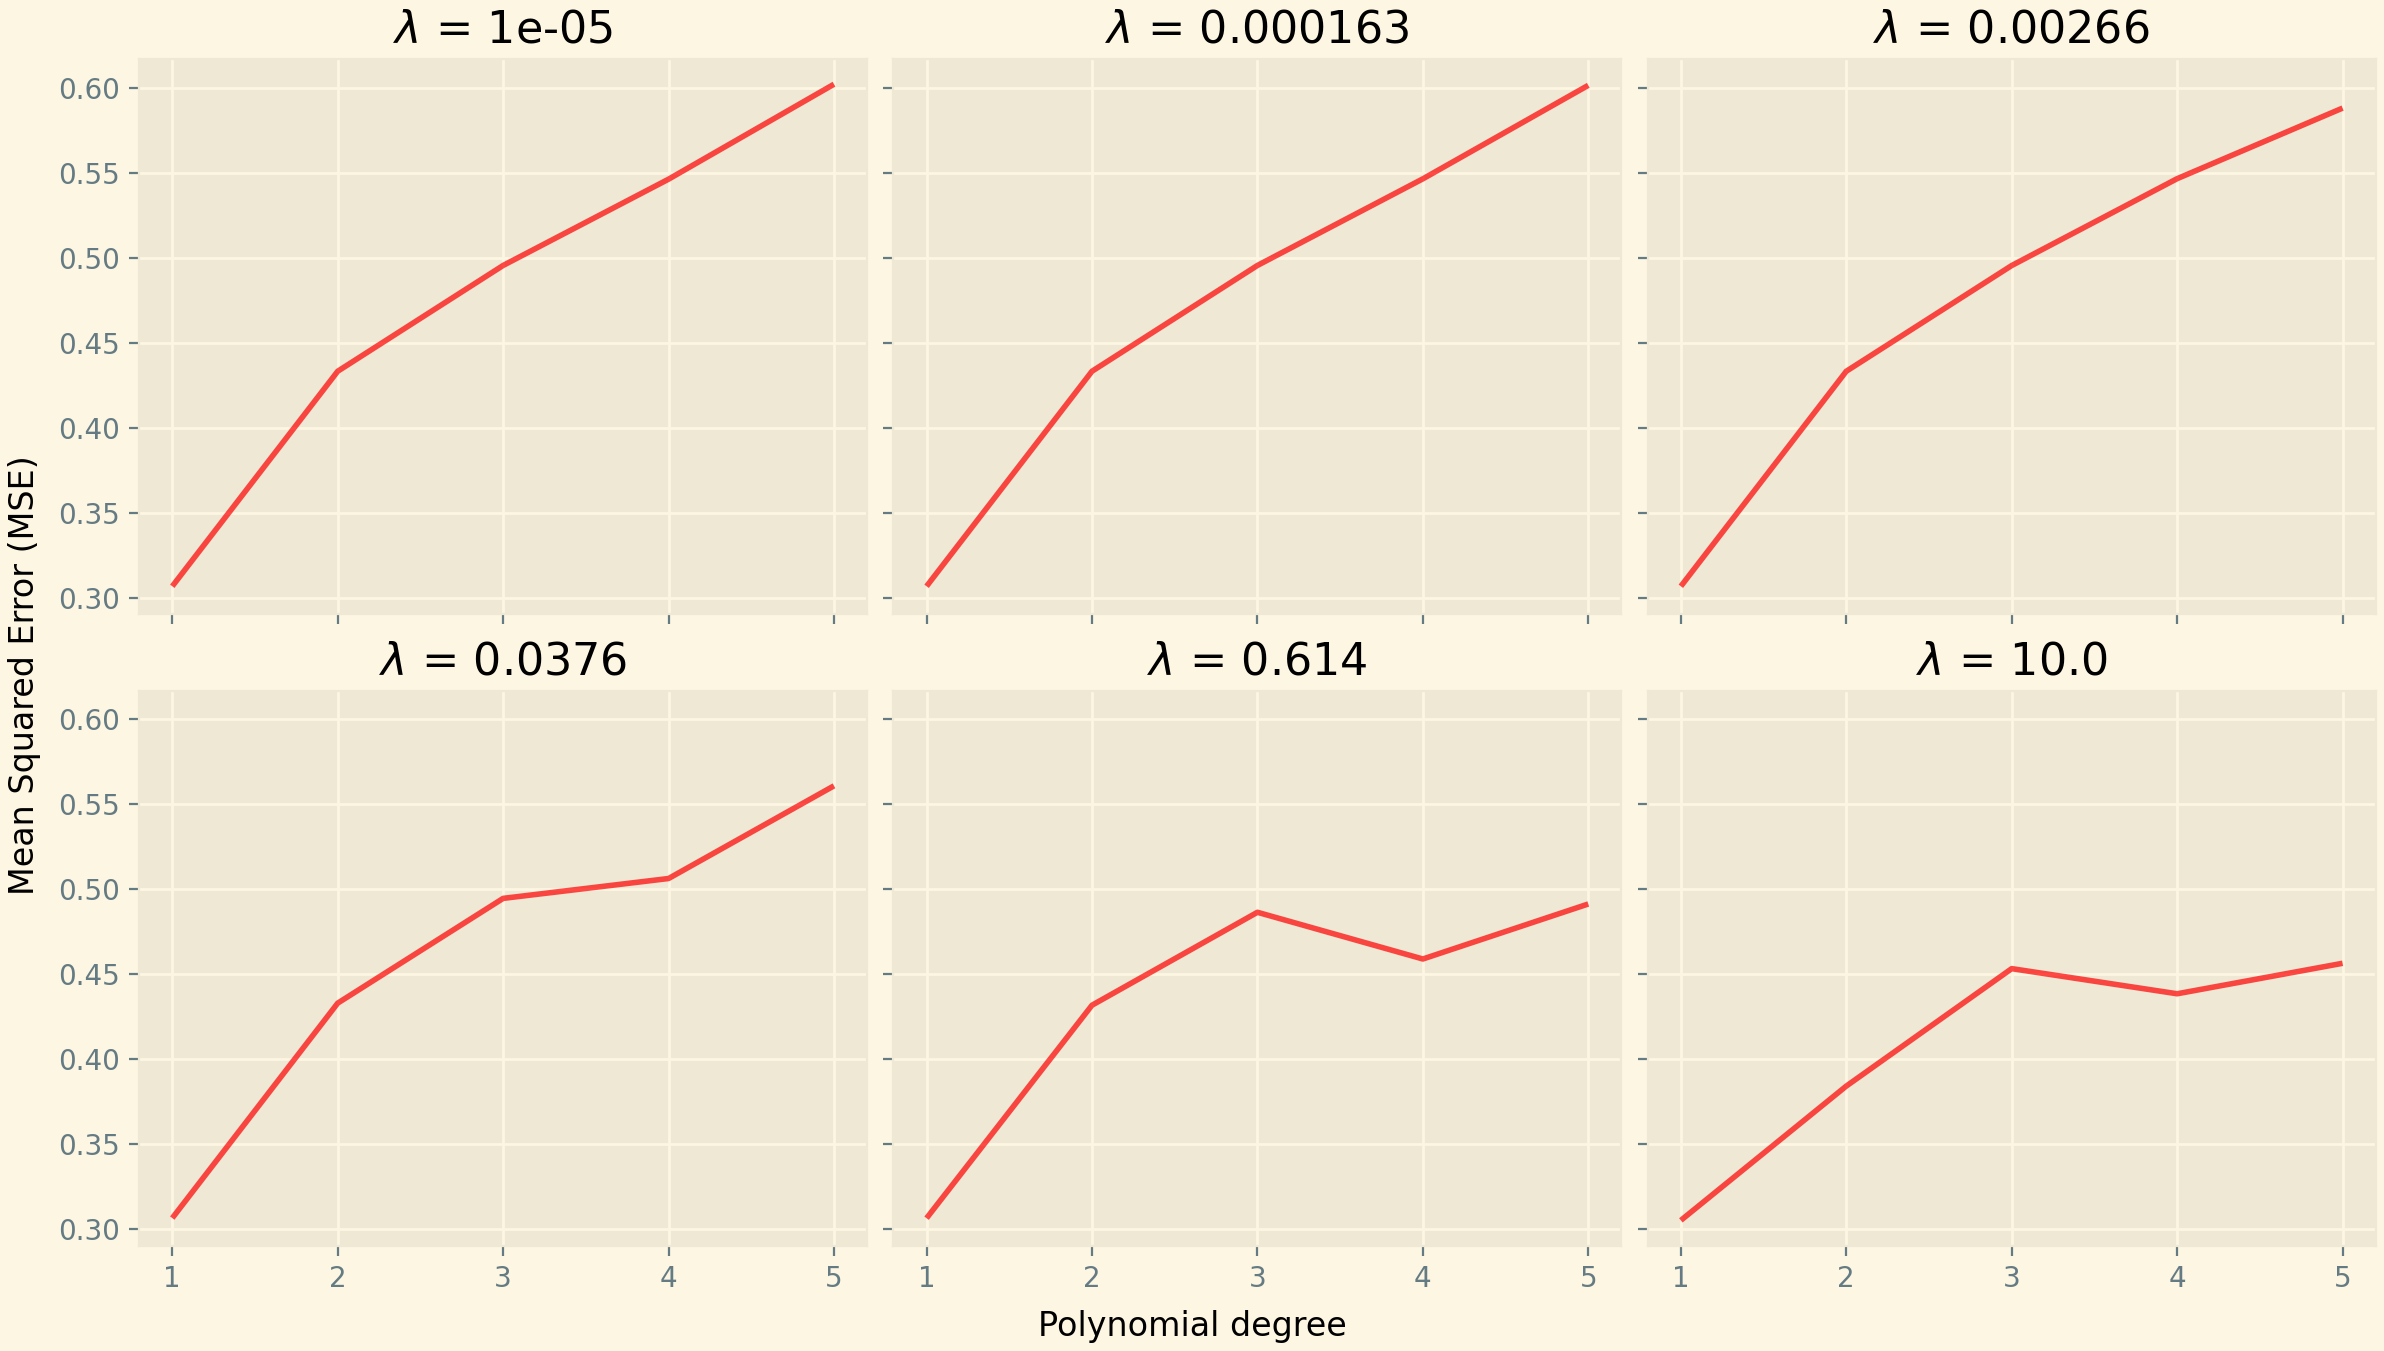 λ = 1e-05
λ = 0.000163
λ = 0.00266
0.60
0.55
0.50
0.45
0.40
0.35
0.30
λ = 0.0376
λ = 0.614
λ = 10.0
0.60
0.55
0.50
0.45
0.40
0.35
0.30
1 2 3 4 5
1 2 3 4 5
1 2 3 4 5
Mean Squared Error (MSE)
Polynomial degree